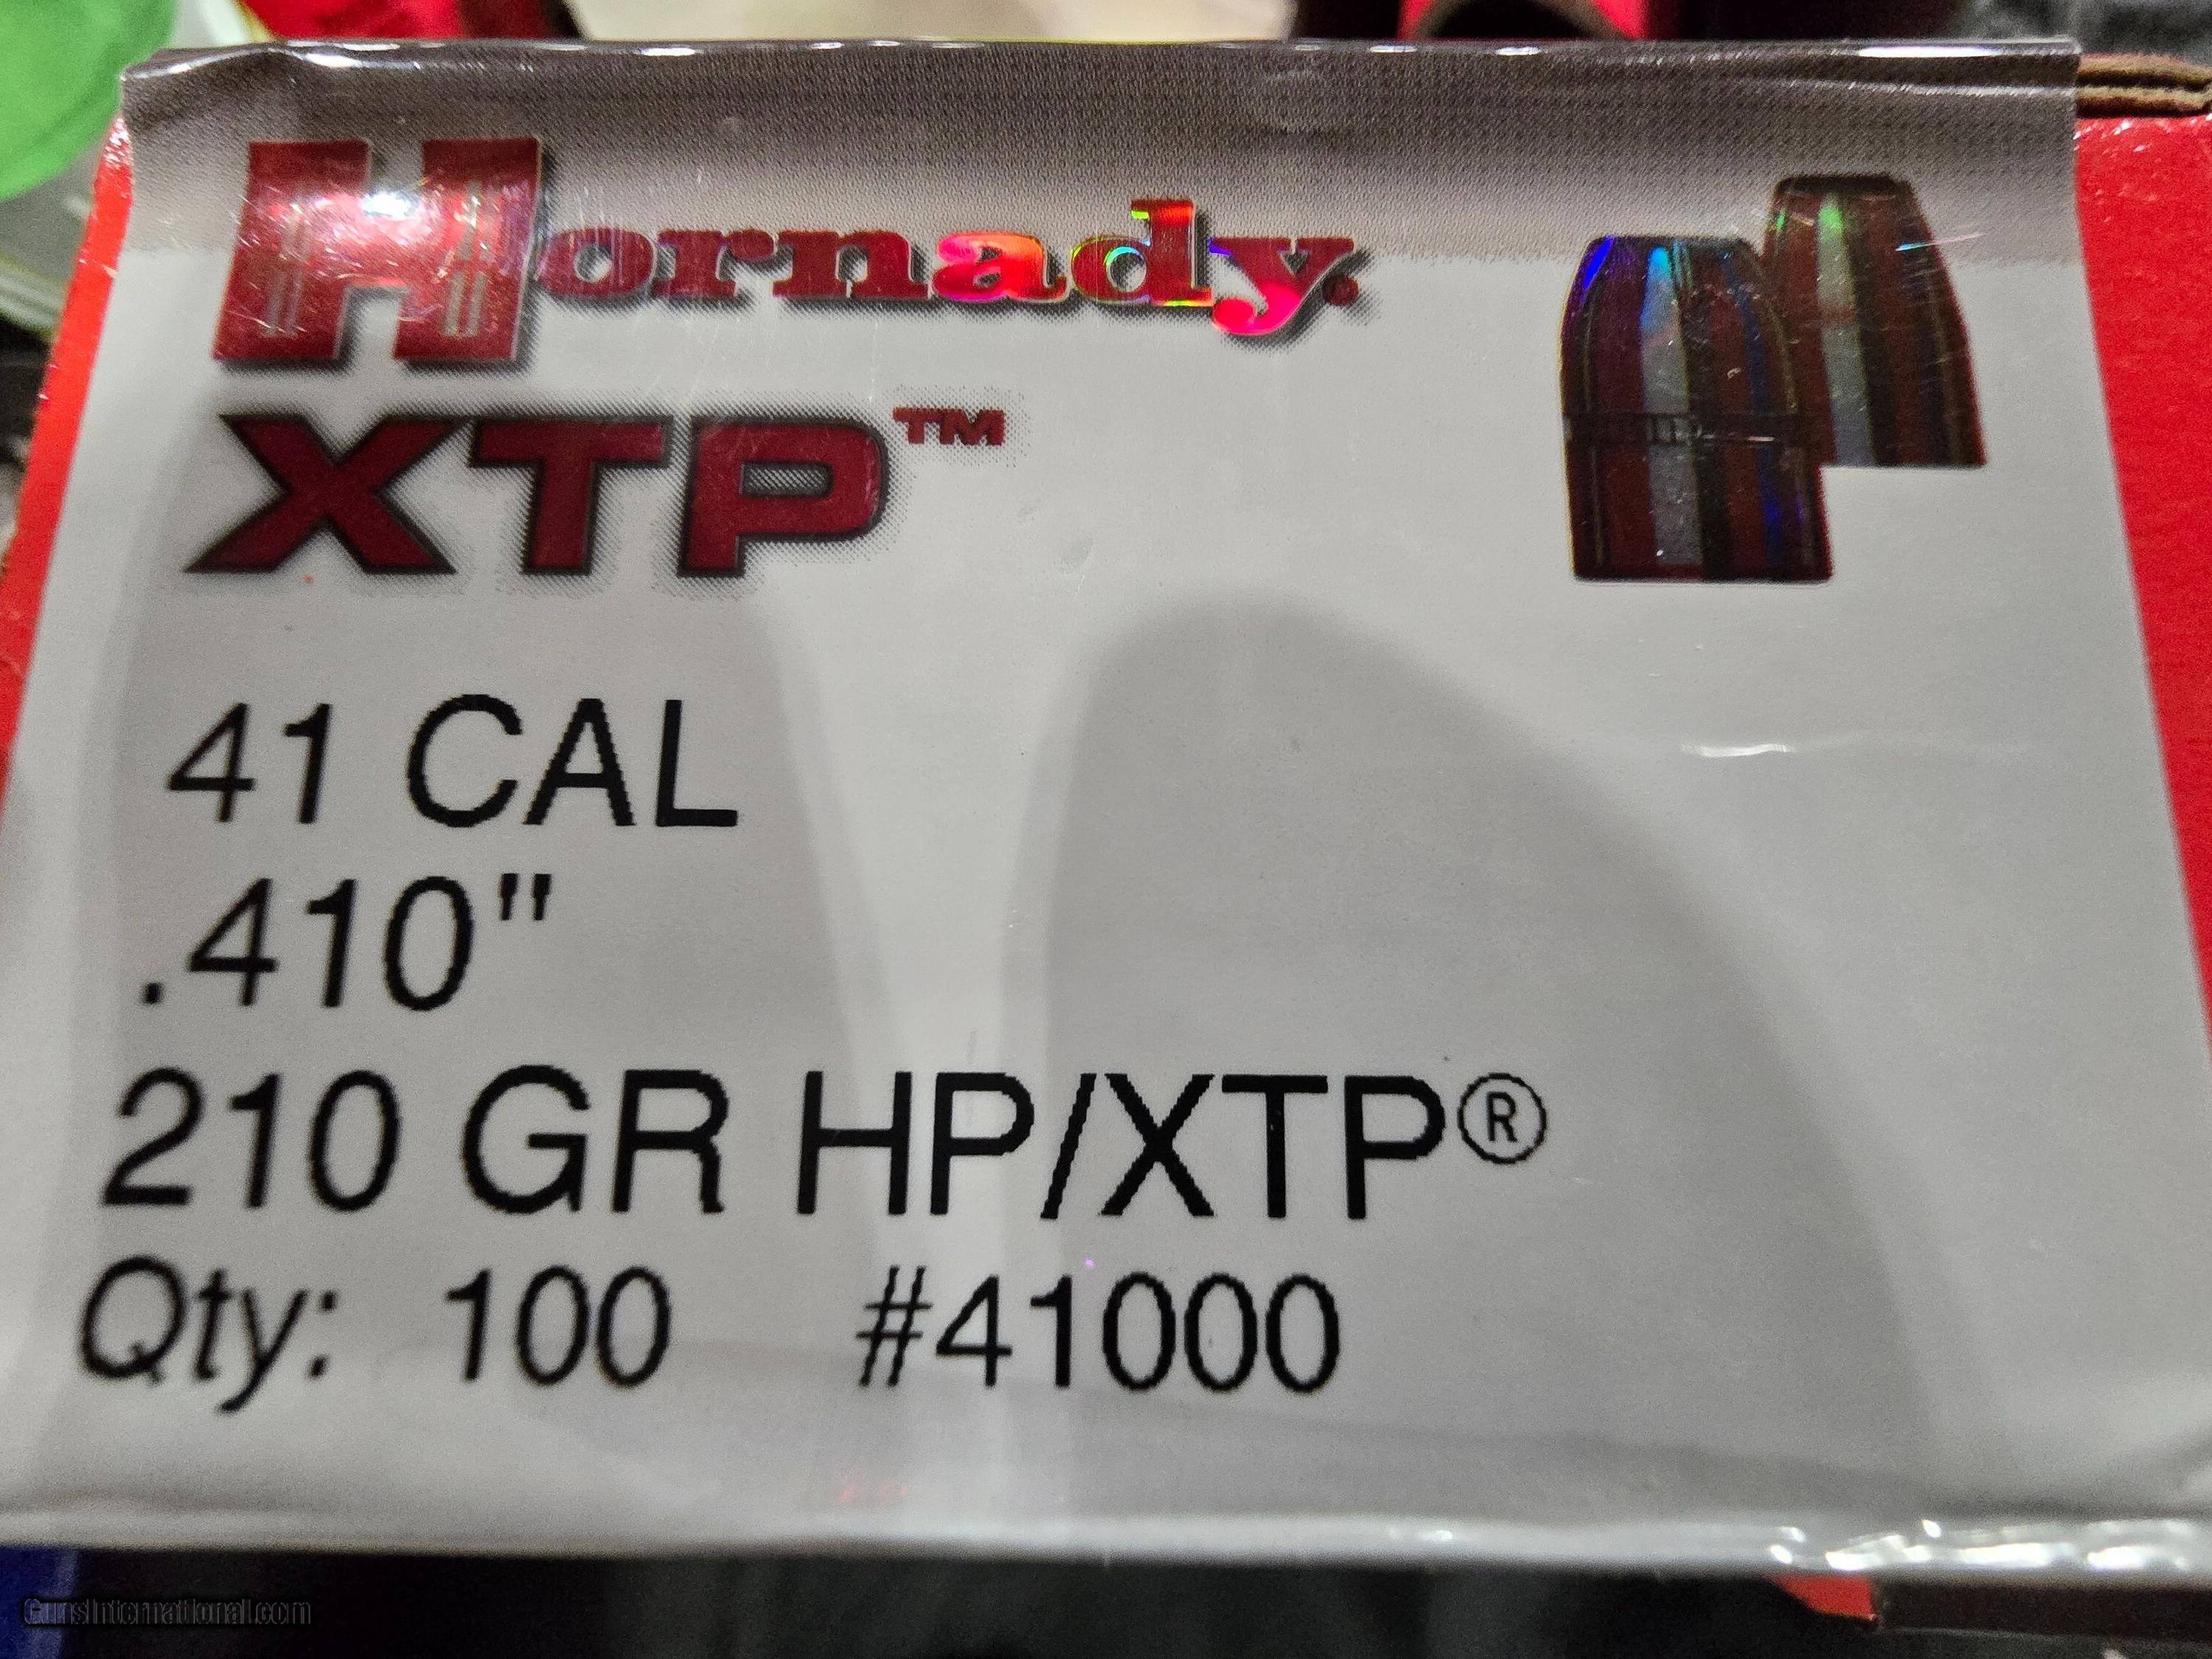 Hornady®
XTP™
41 CAL
.410"
210 GR HP/XTP®
Qty: 100 #41000
GunsInternational.com